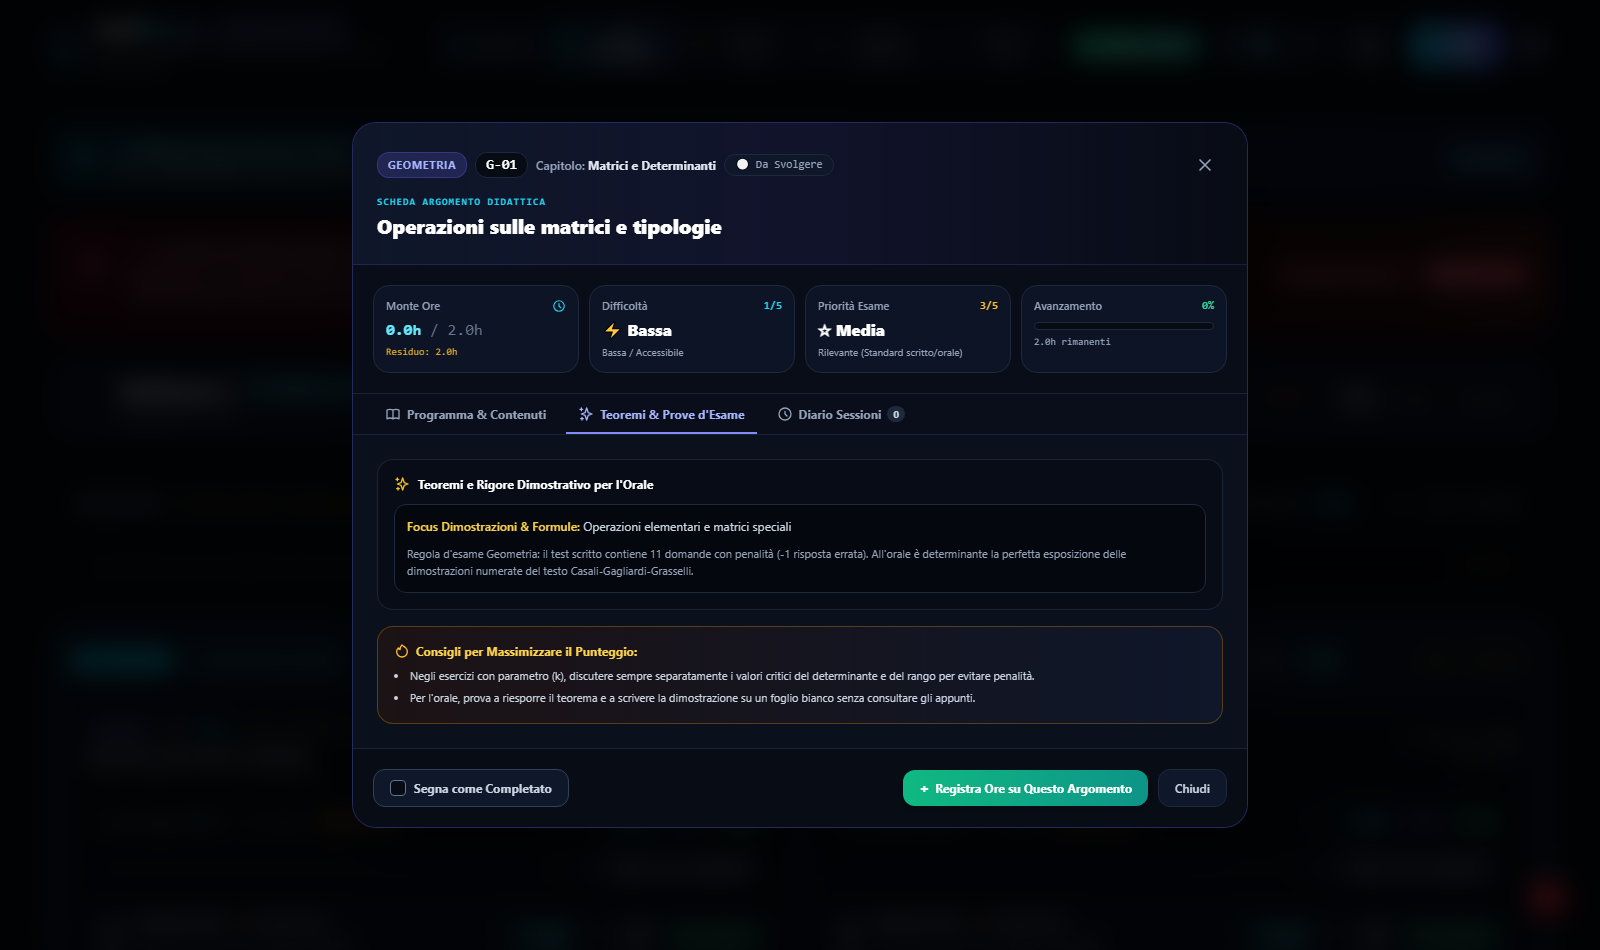 GEOMETRIA G-01 Capitolo: Matrici e Determinanti Da Svolgere
SCHEDA ARGOMENTO DIDATTICA
Operazioni sulle matrici e tipologie
Monte Ore
0.0h / 2.0h
Residuo: 2.0h
Difficoltà 1/5
Bassa
Bassa / Accessibile
Priorità Esame 3/5
Media
Rilevante (Standard scritto/orale)
Avanzamento 0%
2.0h rimanenti
Programma & Contenuti Teoremi & Prove d'Esame Diario Sessioni 0
Teoremi e Rigore Dimostrativo per l'Orale
Focus Dimostrazioni & Formule: Operazioni elementari e matrici speciali
Regola d'esame Geometria: il test scritto contiene 11 domande con penalità (-1 risposta errata). All'orale è determinante la perfetta esposizione delle
dimostrazioni numerate del testo Casali-Gagliardi-Grasselli.
Consigli per Massimizzare il Punteggio:
• Negli esercizi con parametro (k), discutere sempre separatamente i valori critici del determinante e del rango per evitare penalità.
• Per l'orale, prova a riesporre il teorema e a scrivere la dimostrazione su un foglio bianco senza consultare gli appunti.
Segna come Completato + Registra Ore su Questo Argomento Chiudi